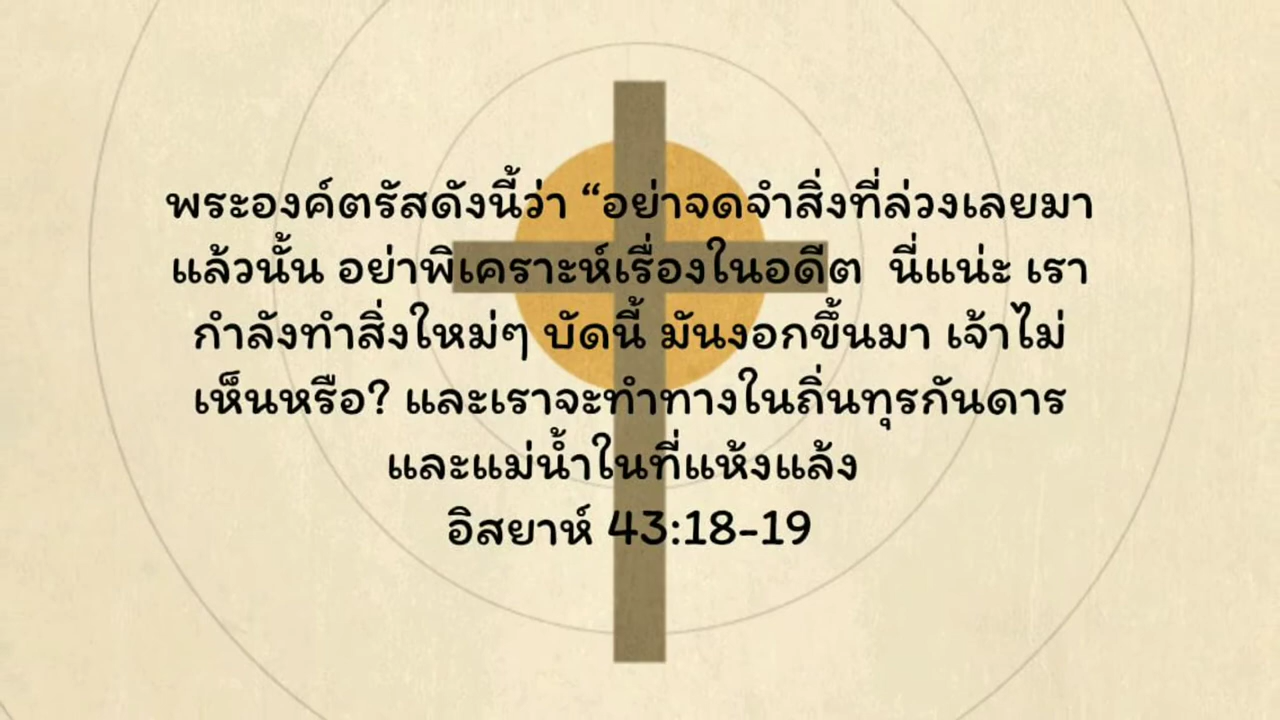 พระองค์ตรัสดังนี้ว่า “อย่าจดจำสิ่งที่ล่วงเลยมา
แล้วนั้น อย่าพิเคราะห์เรื่องในอดีต  นี่แน่ะ เรา
กำลังทำสิ่งใหม่ๆ บัดนี้ มันงอกขึ้นมา เจ้าไม่
เห็นหรือ? และเราจะทำทางในถิ่นทุรกันดาร
และแม่น้ำในที่แห้งแล้ง
อิสยาห์ 43:18-19